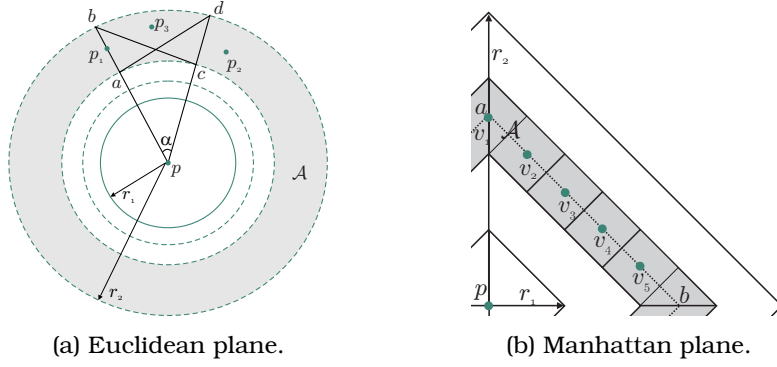 b
d
p₃
p₁
p₂
a
c
α
𝒜
p
r₁
r₂
(a) Euclidean plane.
r₂
a
v₁
𝒜
v₂
v₃
v₄
v₅
p
r₁
b
(b) Manhattan plane.